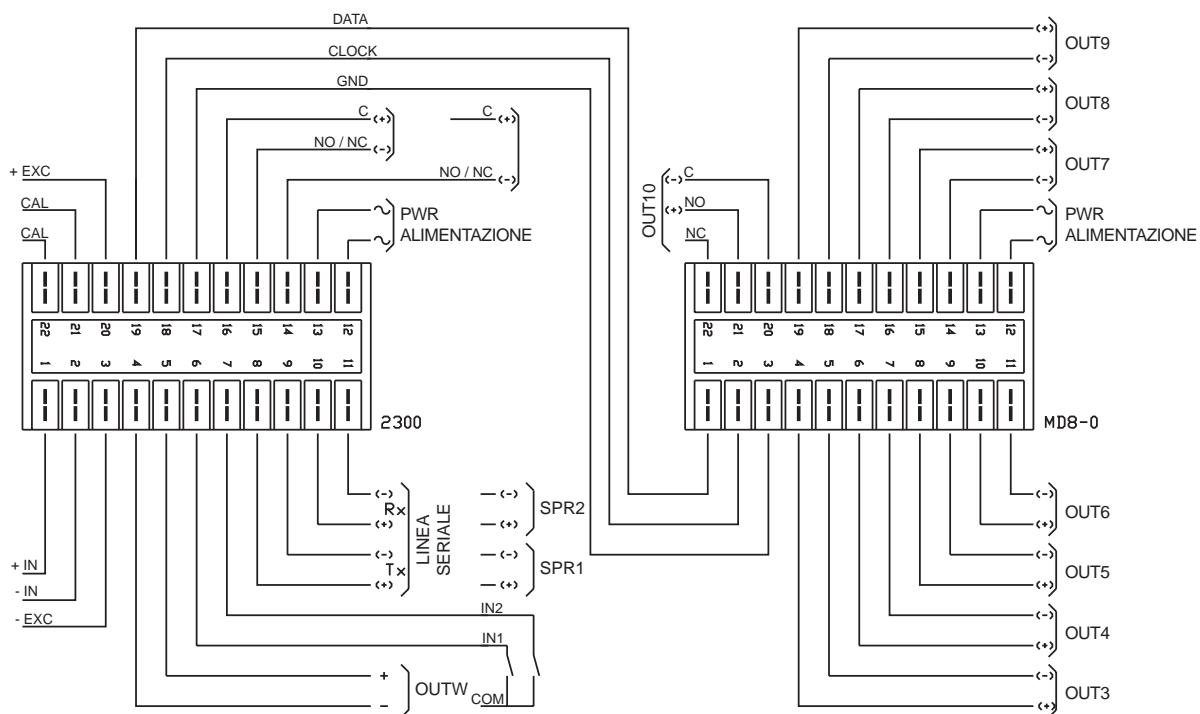 DATA
CLOCK
GND
C (+) C (+)
NO / NC (-)
NO / NC (-)
+ EXC
CAL
CAL
PWR
ALIMENTAZIONE
22 21 20 19 18 17 16 15 14 13 12
1 2 3 4 5 6 7 8 9 10 11
2300
(-)
Rx
(+)
(-)
Tx
(+)
LINEA
SERIALE
(-)
(+)
SPR2
(-)
(+)
SPR1
+ IN
- IN
- EXC
IN2
IN1
+
-
OUTW
COM
(+)
(-)
OUT9
(+)
(-)
OUT8
(+)
(-)
OUT7
PWR
ALIMENTAZIONE
OUT10
(-) C
(+) NO
NC
22 21 20 19 18 17 16 15 14 13 12
1 2 3 4 5 6 7 8 9 10 11
MD8-0
(-)
(+)
OUT6
(-)
(+)
OUT5
(-)
(+)
OUT4
(-)
(+)
OUT3